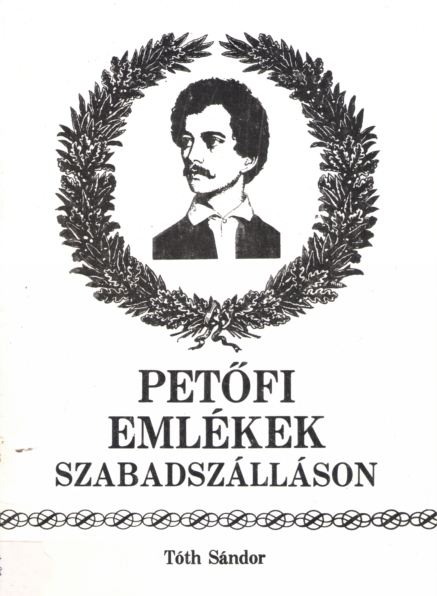 PETŐFI
EMLÉKEK
SZABADSZÁLLÁSON
Tóth Sándor